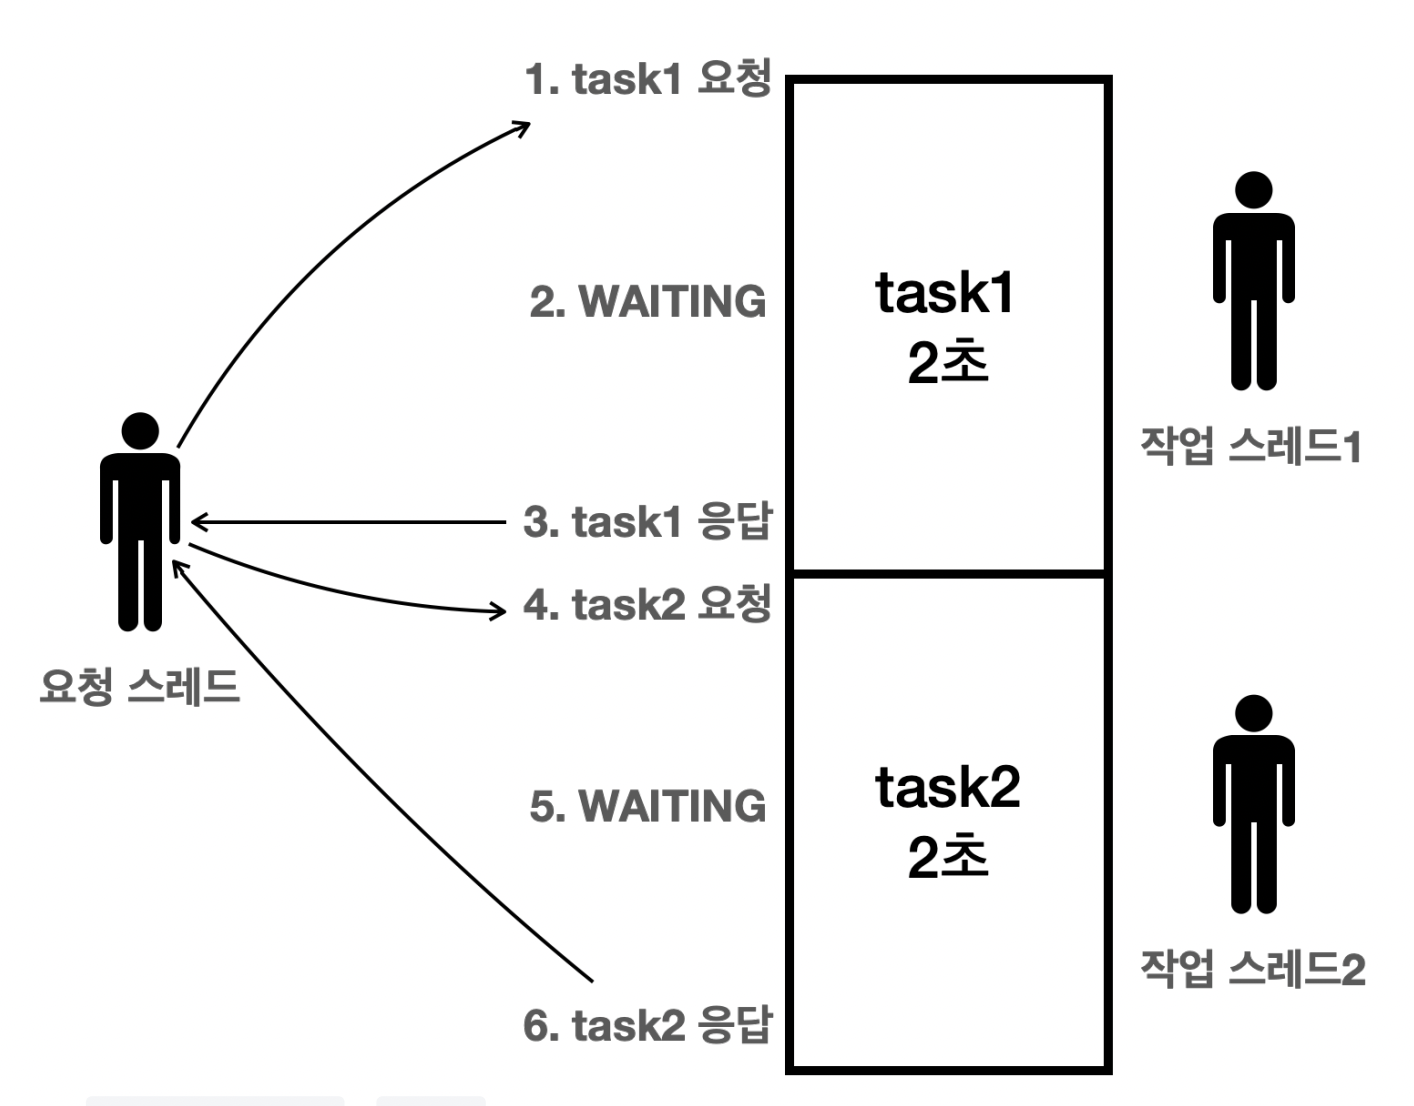 1. task1 요청
2. WAITING
task1
2초
작업 스레드1
3. task1 응답
4. task2 요청
요청 스레드
5. WAITING
task2
2초
작업 스레드2
6. task2 응답